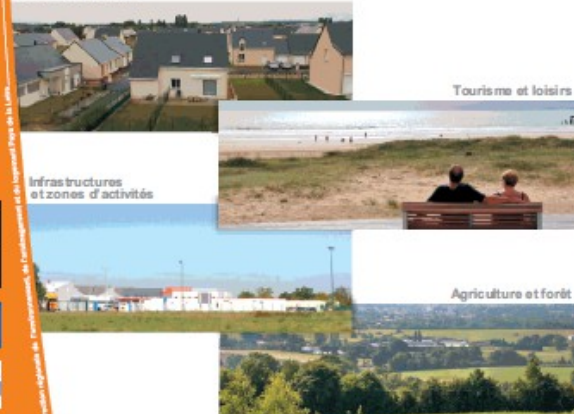 Tourisme et loisirs
Infrastructures
et zones d'activités
Agriculture et forêt
Direction régionale de l'environnement, de l'aménagement et du logement Pays de la Loire